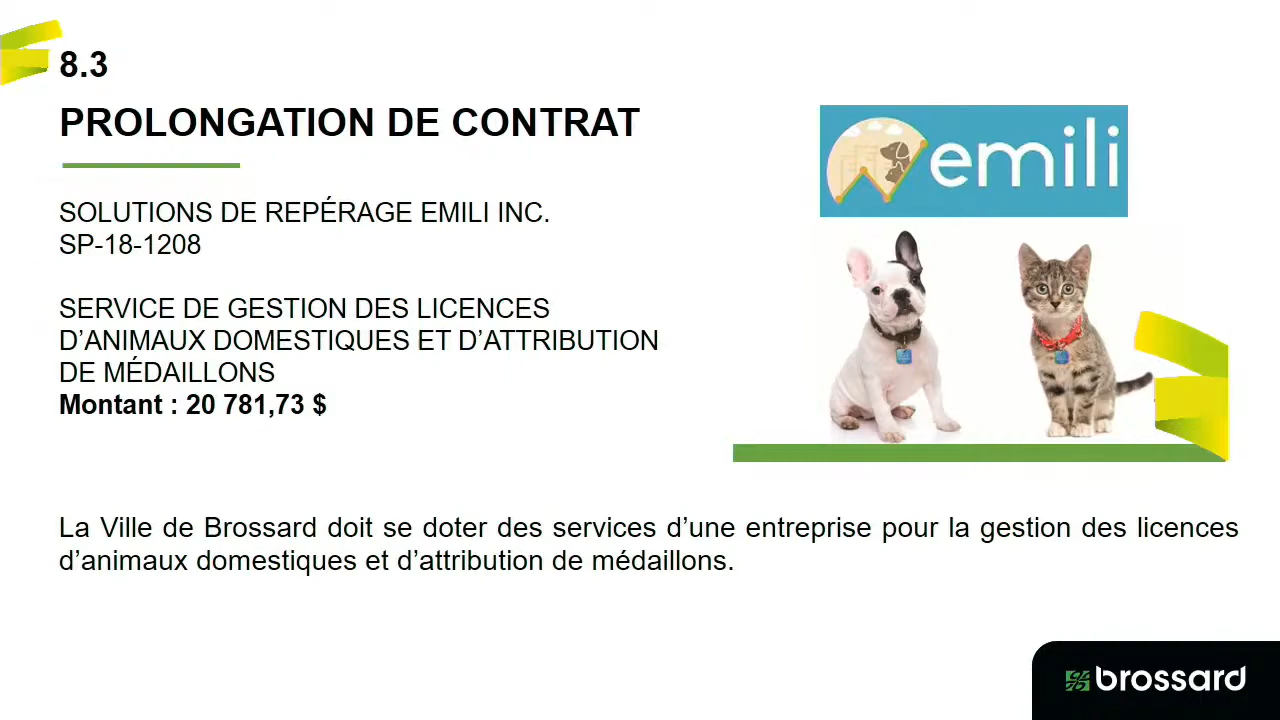 8.3
PROLONGATION DE CONTRAT
emili
SOLUTIONS DE REPÉRAGE EMILI INC.
SP-18-1208
SERVICE DE GESTION DES LICENCES
D’ANIMAUX DOMESTIQUES ET D’ATTRIBUTION
DE MÉDAILLONS
Montant : 20 781,73 $
La Ville de Brossard doit se doter des services d’une entreprise pour la gestion des licences
d’animaux domestiques et d’attribution de médaillons.
brossard